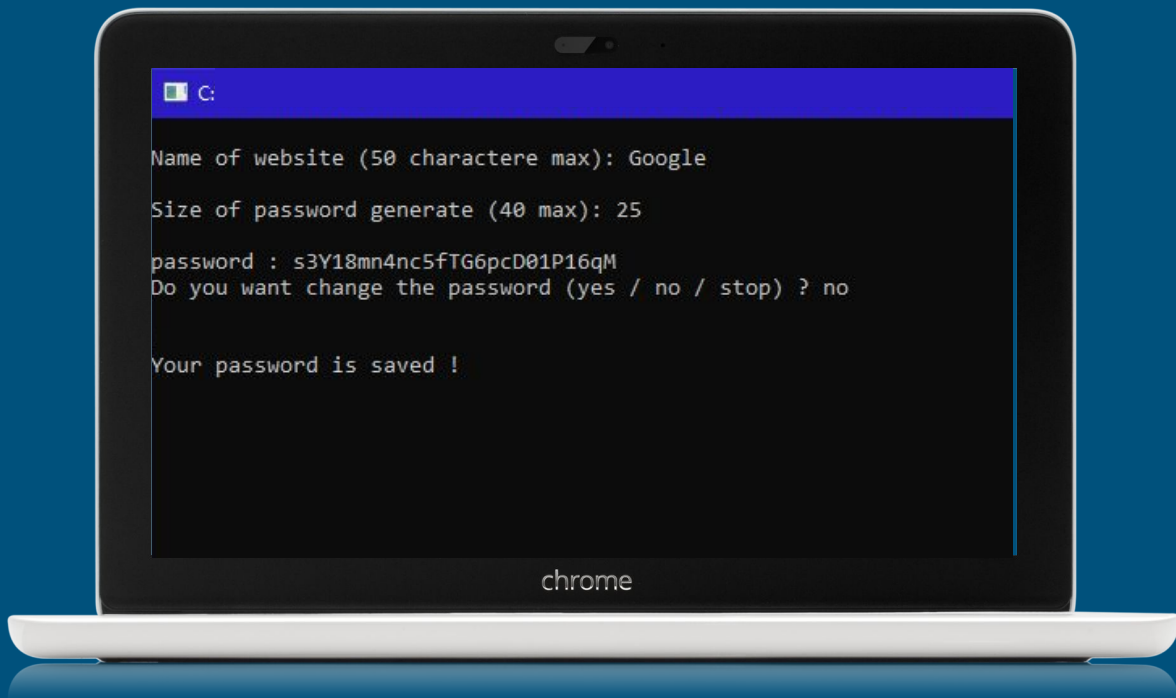 C:
Name of website (50 charactere max): Google
Size of password generate (40 max): 25
password : s3Y18mn4nc5fTG6pcD01P16qM
Do you want change the password (yes / no / stop) ? no
Your password is saved !
chrome